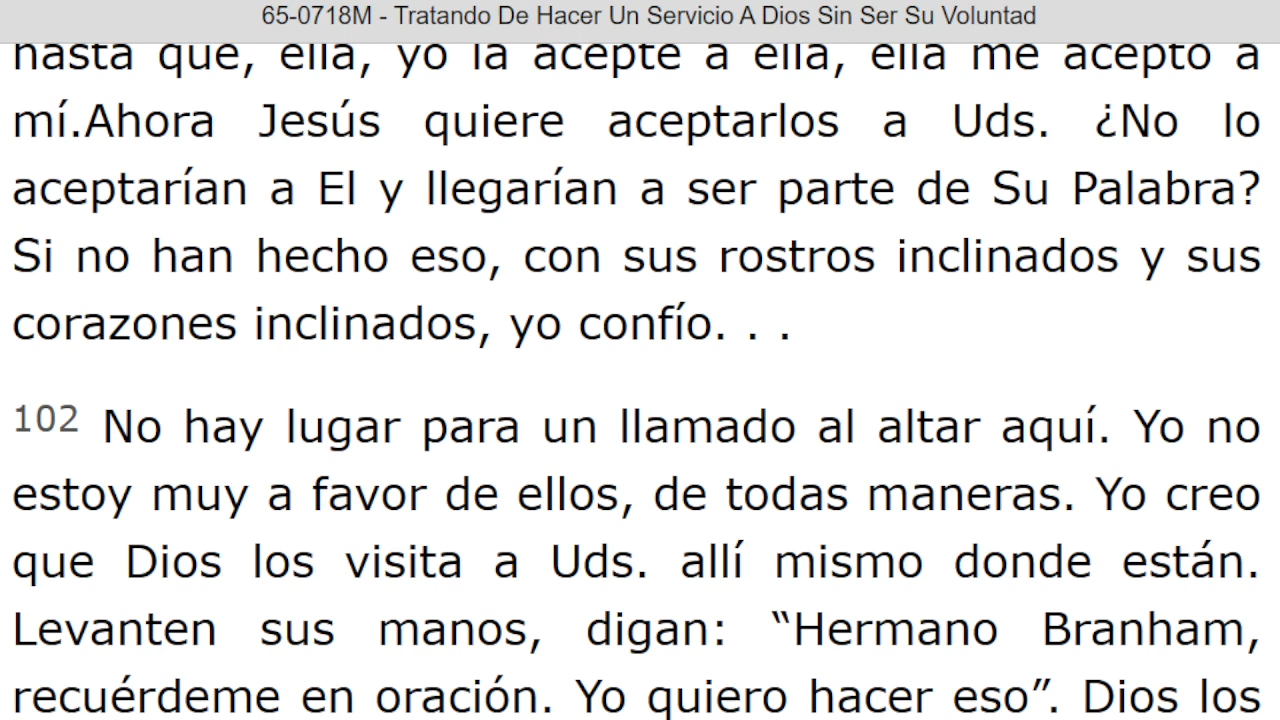 65-0718M - Tratando De Hacer Un Servicio A Dios Sin Ser Su Voluntad
hasta que, ella, yo la acepté a ella, ella me aceptó a
mí.Ahora Jesús quiere aceptarlos a Uds. ¿No lo
aceptarían a El y llegarían a ser parte de Su Palabra?
Si no han hecho eso, con sus rostros inclinados y sus
corazones inclinados, yo confío. . .
102 No hay lugar para un llamado al altar aquí. Yo no
estoy muy a favor de ellos, de todas maneras. Yo creo
que Dios los visita a Uds. allí mismo donde están.
Levanten sus manos, digan: “Hermano Branham,
recuérdeme en oración. Yo quiero hacer eso”. Dios los